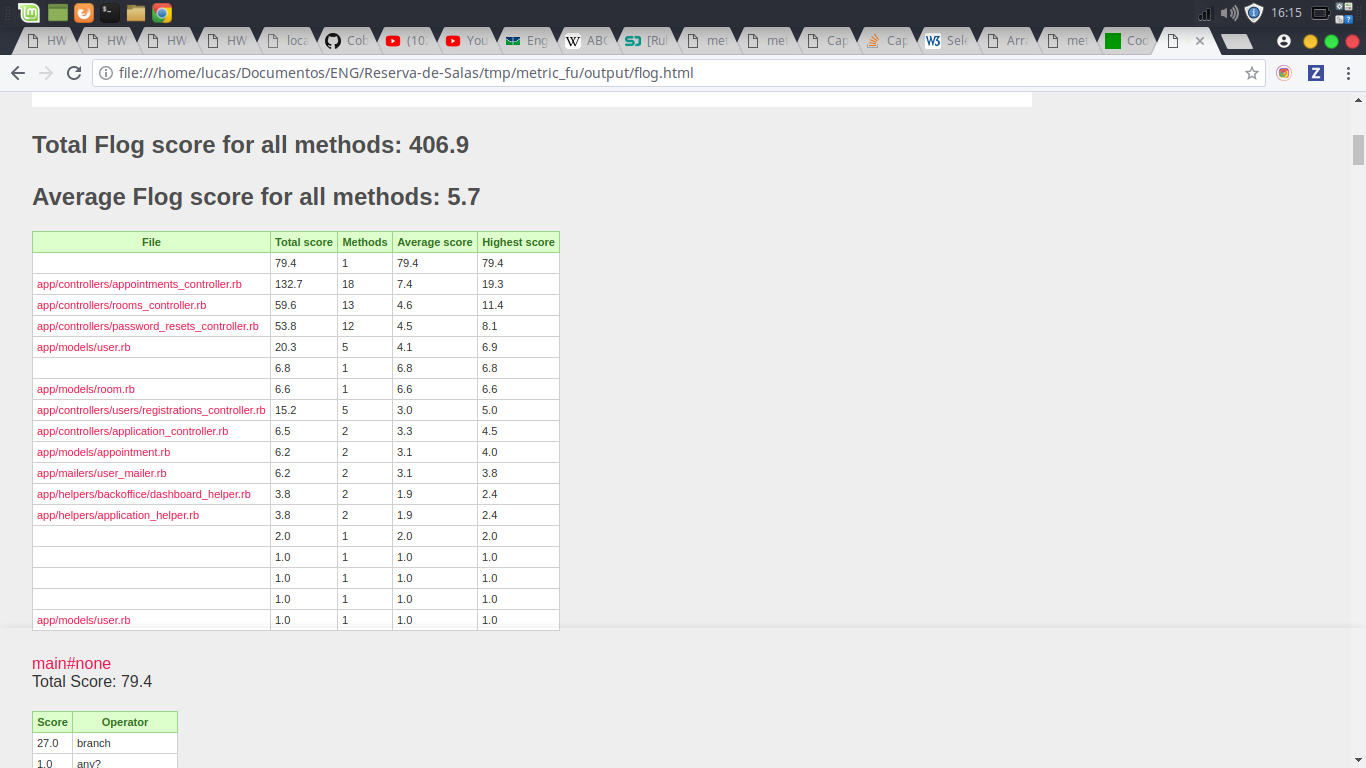 16:15
HW
HW
HW
HW
loca
Cob
(10
You
Eng
W ABC
[Rul
met
met
Cap
Cap
W3 Sele
Arra
met
Coc
file:///home/lucas/Documentos/ENG/Reserva-de-Salas/tmp/metric_fu/output/flog.html
Z
Total Flog score for all methods: 406.9
Average Flog score for all methods: 5.7
File Total score Methods Average score Highest score
79.4 1 79.4 79.4
app/controllers/appointments_controller.rb 132.7 18 7.4 19.3
app/controllers/rooms_controller.rb 59.6 13 4.6 11.4
app/controllers/password_resets_controller.rb 53.8 12 4.5 8.1
app/models/user.rb 20.3 5 4.1 6.9
6.8 1 6.8 6.8
app/models/room.rb 6.6 1 6.6 6.6
app/controllers/users/registrations_controller.rb 15.2 5 3.0 5.0
app/controllers/application_controller.rb 6.5 2 3.3 4.5
app/models/appointment.rb 6.2 2 3.1 4.0
app/mailers/user_mailer.rb 6.2 2 3.1 3.8
app/helpers/backoffice/dashboard_helper.rb 3.8 2 1.9 2.4
app/helpers/application_helper.rb 3.8 2 1.9 2.4
2.0 1 2.0 2.0
1.0 1 1.0 1.0
1.0 1 1.0 1.0
1.0 1 1.0 1.0
app/models/user.rb 1.0 1 1.0 1.0
main#none
Total Score: 79.4
Score Operator
27.0 branch
1.0 any?